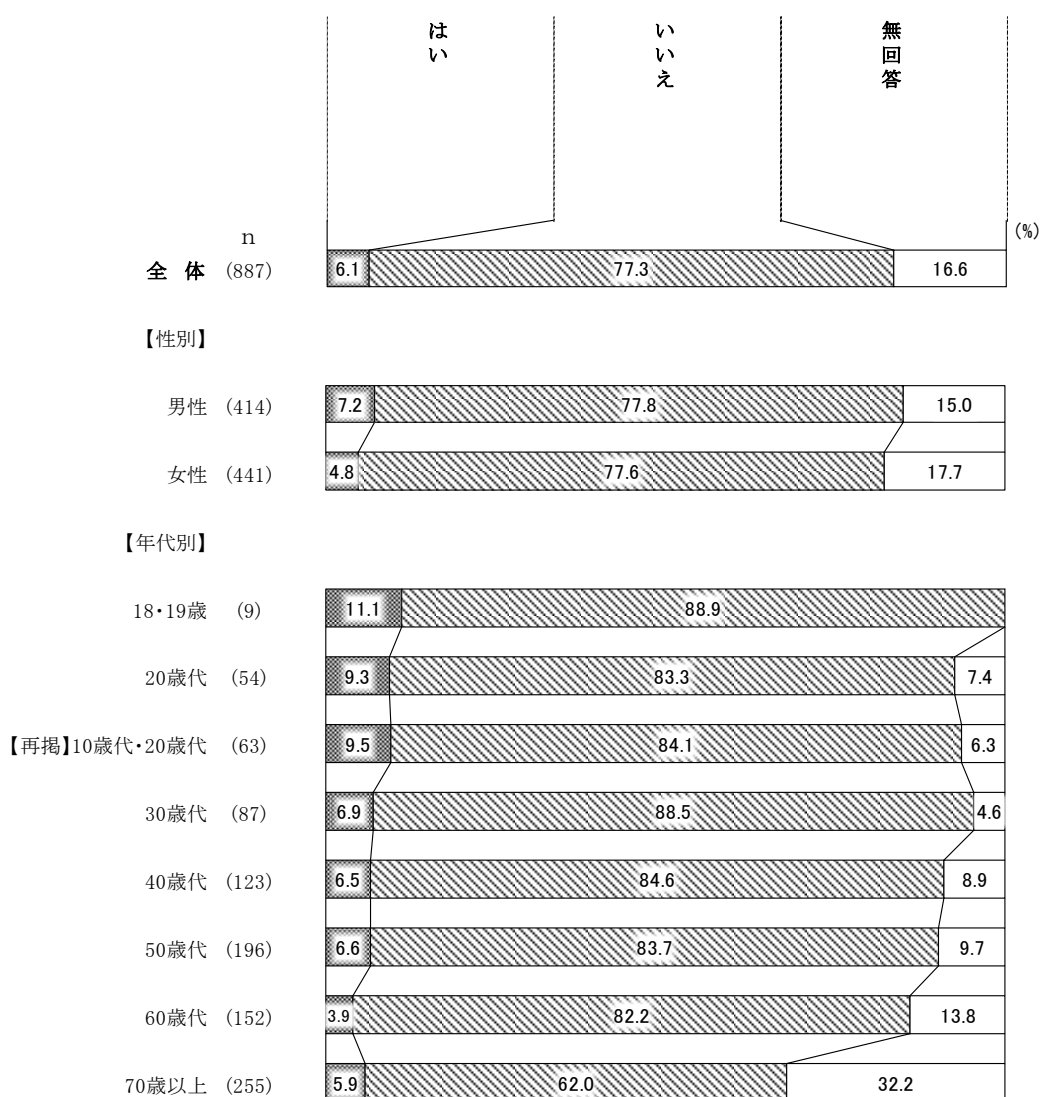 はい いいえ 無回答
(%)
n
全 体 (887) 6.1 77.3 16.6
【性別】
男性 (414) 7.2 77.8 15.0
女性 (441) 4.8 77.6 17.7
【年代別】
18・19歳 (9) 11.1 88.9
20歳代 (54) 9.3 83.3 7.4
【再掲】10歳代・20歳代 (63) 9.5 84.1 6.3
30歳代 (87) 6.9 88.5 4.6
40歳代 (123) 6.5 84.6 8.9
50歳代 (196) 6.6 83.7 9.7
60歳代 (152) 3.9 82.2 13.8
70歳以上 (255) 5.9 62.0 32.2